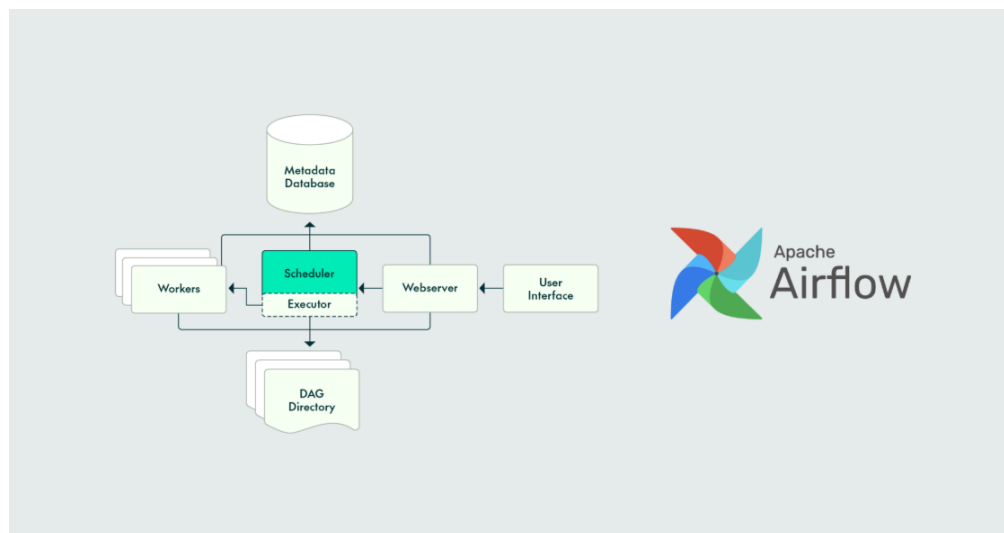 Metadata
Database
Scheduler
Executor
Workers
Webserver
User
Interface
DAG
Directory
Apache
Airflow